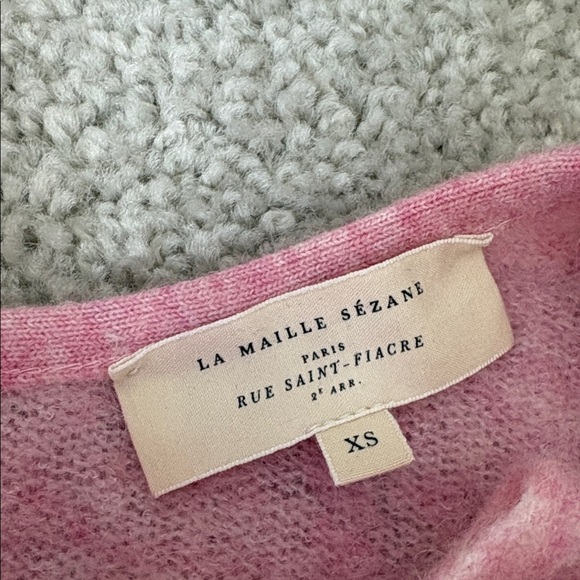 LA MAILLE SÉZANE
PARIS
RUE SAINT-FIACRE
2E ARR.
XS